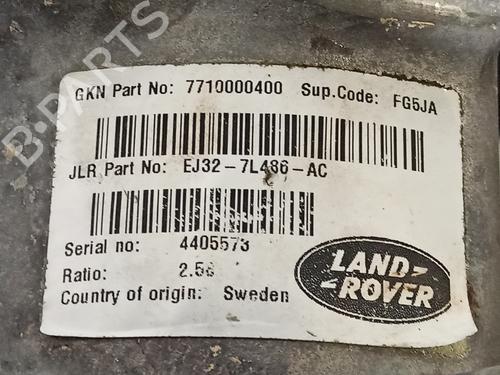 B-PARTS
GKN Part No: 7710000400 Sup.Code: FG5JA
JLR Part No: EJ32-7L486-AC
Serial no: 4405573
Ratio: 2.56
Country of origin: Sweden
LAND
ROVER